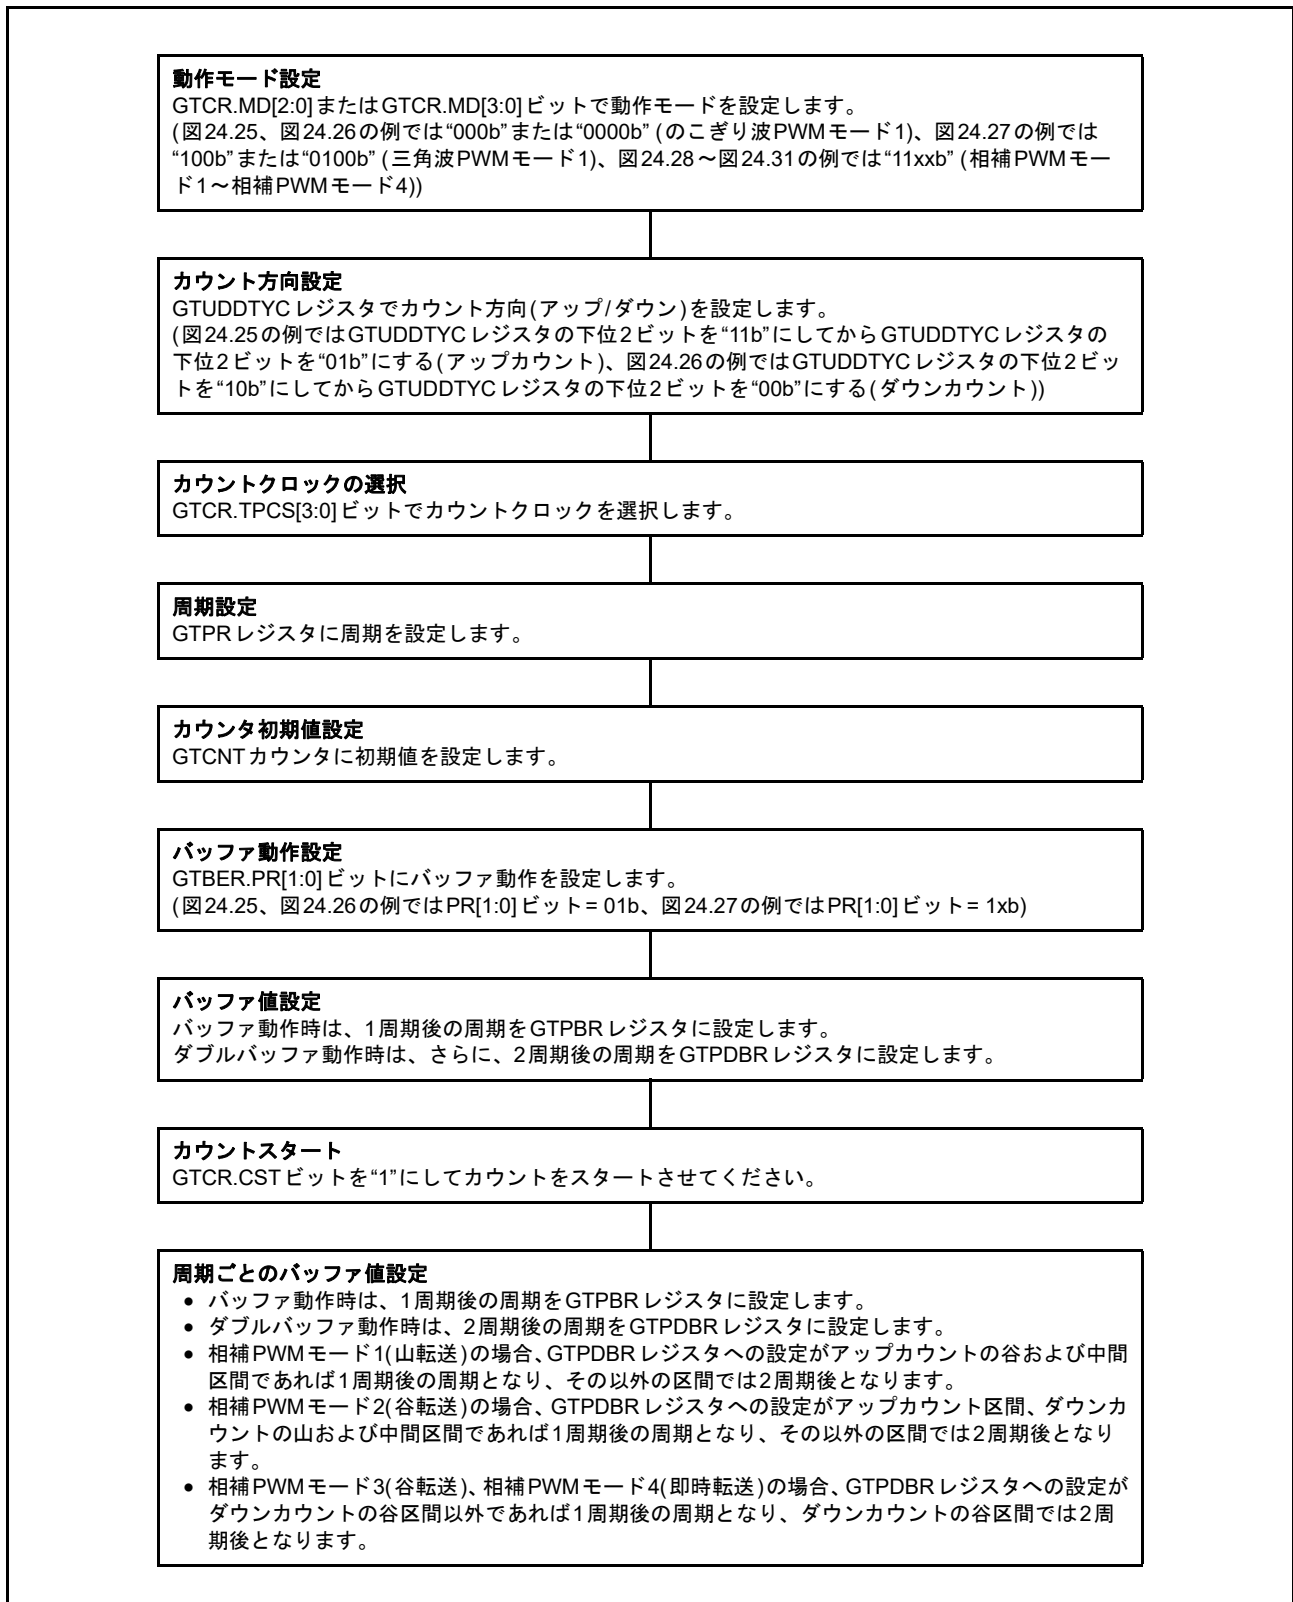 動作モード設定
GTCR.MD[2:0]またはGTCR.MD[3:0]ビットで動作モードを設定します。
(図24.25、図24.26の例では“000b”または“0000b” (のこぎり波PWMモード1)、図24.27の例では
“100b”または“0100b” (三角波PWMモード1)、図24.28～図24.31の例では“11xxb” (相補PWMモー
ド1～相補PWMモード4))
カウント方向設定
GTUDDTYCレジスタでカウント方向(アップ/ダウン)を設定します。
(図24.25の例ではGTUDDTYCレジスタの下位2ビットを“11b”にしてからGTUDDTYCレジスタの
下位2ビットを“01b”にする(アップカウント)、図24.26の例ではGTUDDTYCレジスタの下位2ビッ
トを“10b”にしてからGTUDDTYCレジスタの下位2ビットを“00b”にする(ダウンカウント))
カウントクロックの選択
GTCR.TPCS[3:0]ビットでカウントクロックを選択します。
周期設定
GTPRレジスタに周期を設定します。
カウンタ初期値設定
GTCNTカウンタに初期値を設定します。
バッファ動作設定
GTBER.PR[1:0]ビットにバッファ動作を設定します。
(図24.25、図24.26の例ではPR[1:0]ビット= 01b、図24.27の例ではPR[1:0]ビット= 1xb)
バッファ値設定
バッファ動作時は、1周期後の周期をGTPBRレジスタに設定します。
ダブルバッファ動作時は、さらに、2周期後の周期をGTPDBRレジスタに設定します。
カウントスタート
GTCR.CSTビットを“1”にしてカウントをスタートさせてください。
周期ごとのバッファ値設定
• バッファ動作時は、1周期後の周期をGTPBRレジスタに設定します。
• ダブルバッファ動作時は、2周期後の周期をGTPDBRレジスタに設定します。
• 相補PWMモード1(山転送)の場合、GTPDBRレジスタへの設定がアップカウントの谷および中間
区間であれば1周期後の周期となり、その以外の区間では2周期後となります。
• 相補PWMモード2(谷転送)の場合、GTPDBRレジスタへの設定がアップカウント区間、ダウンカ
ウントの山および中間区間であれば1周期後の周期となり、その以外の区間では2周期後となり
ます。
• 相補PWMモード3(谷転送)、相補PWMモード4(即時転送)の場合、GTPDBRレジスタへの設定が
ダウンカウントの谷区間以外であれば1周期後の周期となり、ダウンカウントの谷区間では2周
期後となります。